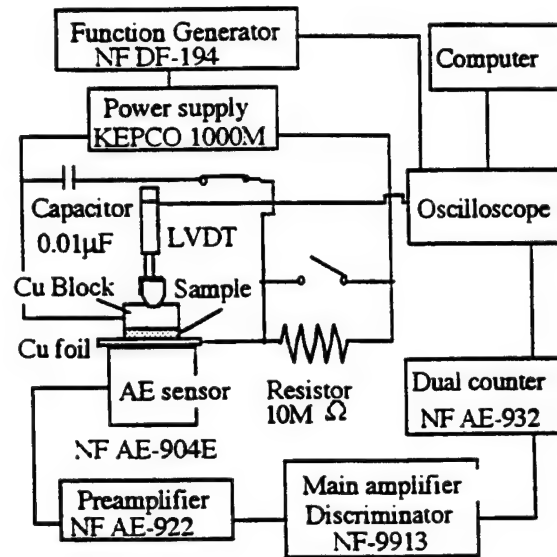 Function Generator
NF DF-194
Computer
Power supply
KEPCO 1000M
Capacitor
0.01μF
LVDT
Oscilloscope
Cu Block
Sample
Cu foil
AE sensor
Resistor
10M Ω
Dual counter
NF AE-932
NF AE-904E
Preamplifier
NF AE-922
Main amplifier
Discriminator
NF-9913